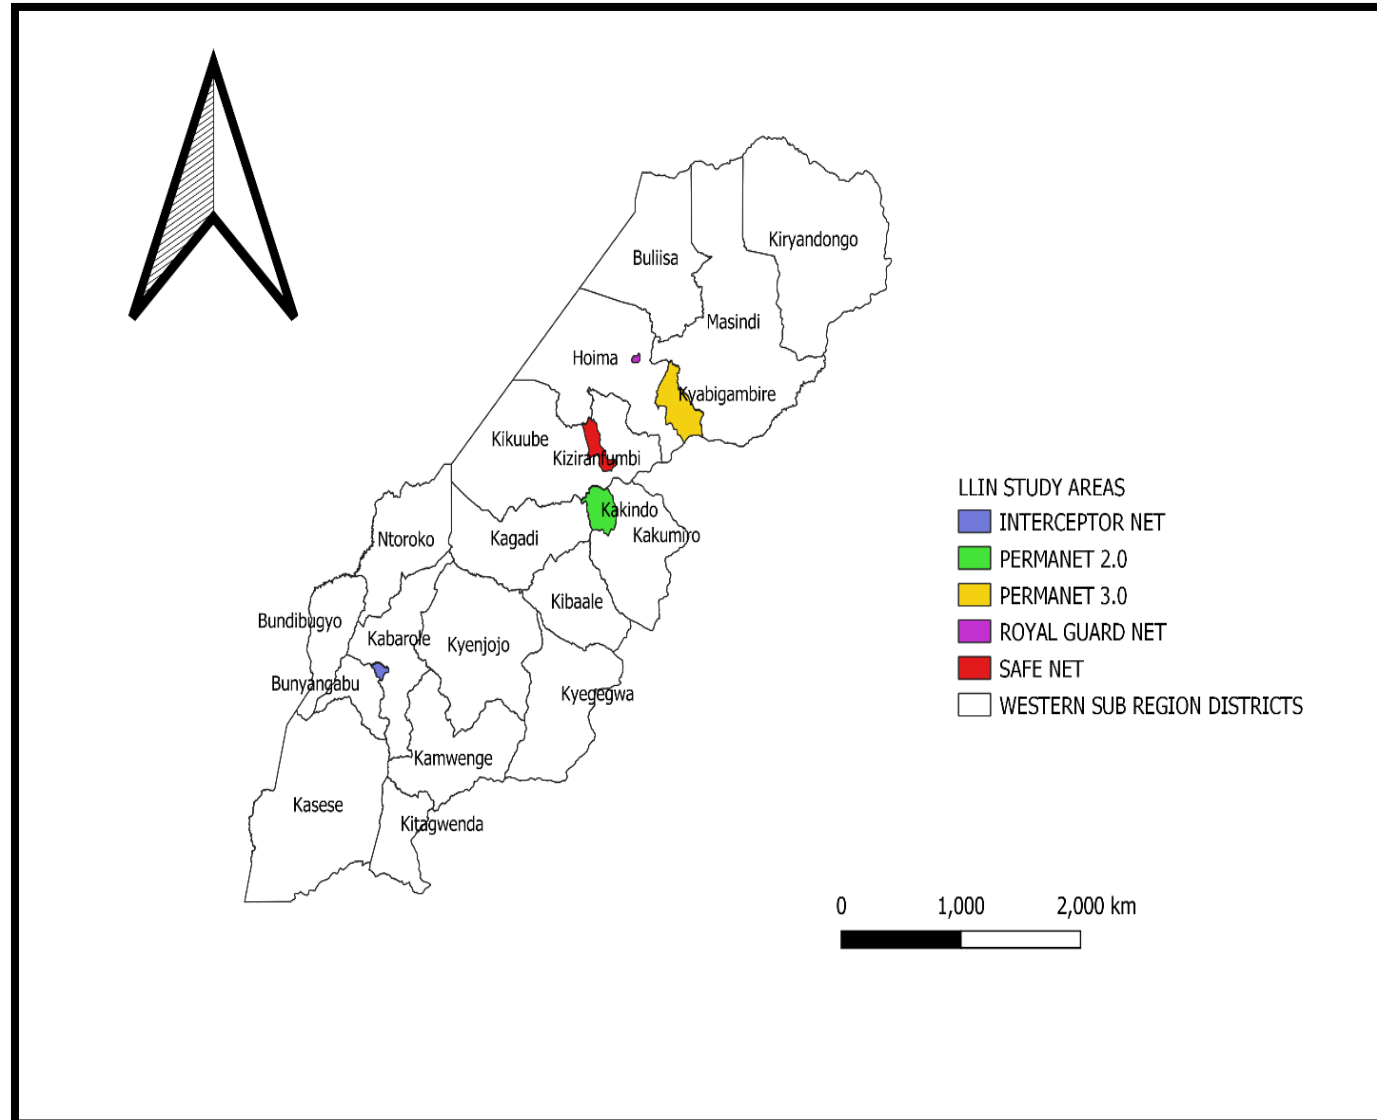 Kiryandongo
Buliisa
Masindi
Hoima
Kyabigambire
Kikuube
Kiziranfumbi
Kakindo
Kakumiro
Kagadi
Ntoroko
Kibaale
Bundibugyo
Kabarole
Kyenjojo
Bunyangabu
Kyegegwa
Kamwenge
Kasese
Kitagwenda
LLIN STUDY AREAS
INTERCEPTOR NET
PERMANET 2.0
PERMANET 3.0
ROYAL GUARD NET
SAFE NET
WESTERN SUB REGION DISTRICTS
0 1,000 2,000 km